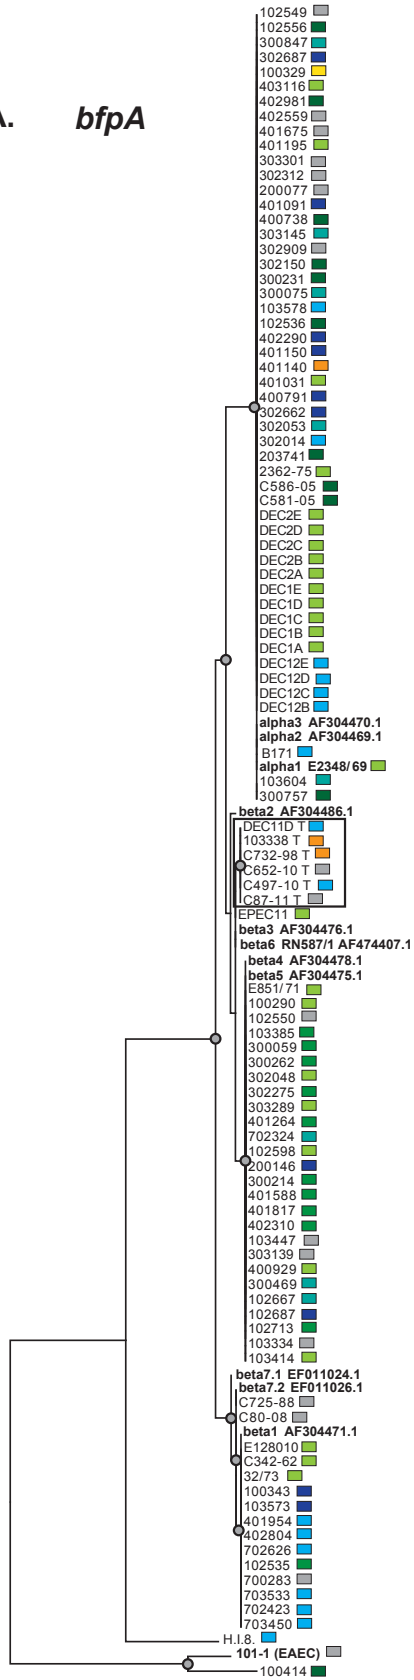 A. bfpA
102549
102556
300847
302687
100329
403116
402981
402559
401675
401195
303301
302312
200077
401091
400738
303145
302909
302150
300231
300075
103578
102536
402290
401150
401140
401031
400791
302662
302053
302014
203741
2362-75
C586-05
C581-05
DEC2E
DEC2D
DEC2C
DEC2B
DEC2A
DEC1E
DEC1D
DEC1C
DEC1B
DEC1A
DEC12E
DEC12D
DEC12C
DEC12B
alpha3 AF304470.1
alpha2 AF304469.1
B171
alpha1 E2348/69
103604
300757
beta2 AF304486.1
DEC11D T
103338 T
C732-98 T
C652-10 T
C497-10 T
C87-11 T
EPEC11
beta3 AF304476.1
beta6 RN587/1 AF474407.1
beta4 AF304478.1
beta5 AF304475.1
E851/71
100290
102550
103385
300059
300262
302048
302275
303289
401264
702324
102598
200146
300214
401588
401817
402310
103447
303139
400929
300469
102667
102687
102713
103334
103414
beta7.1 EF011024.1
beta7.2 EF011026.1
C725-88
C80-08
beta1 AF304471.1
E128010
C342-62
32/73
100343
103573
401954
402804
702626
102535
700283
703533
702423
703450
H.I.8.
101-1 (EAEC)
100414